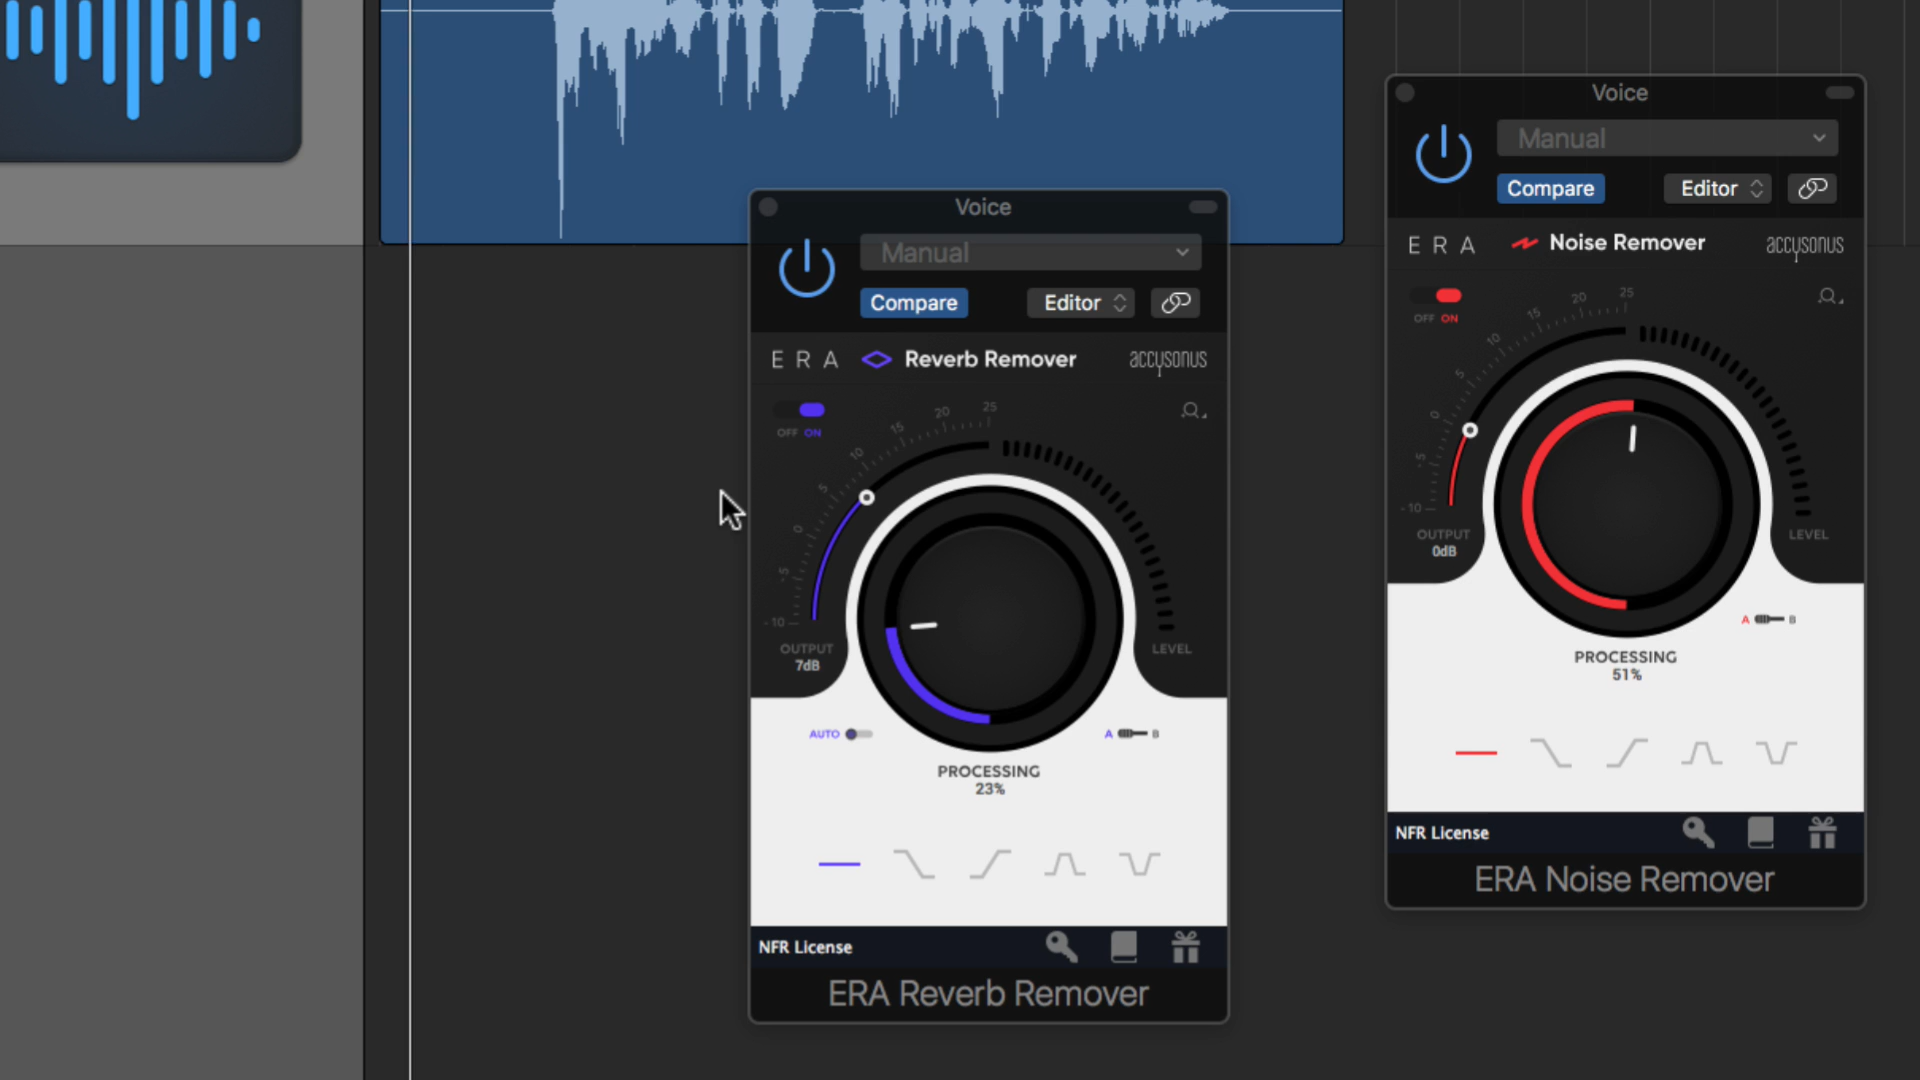 Voice
Manual
Compare
Editor
ERA
Reverb Remover
accusonus
OFF ON
25
20
15
10
5
0
-5
-10
OUTPUT
7dB
LEVEL
AUTO
A
B
PROCESSING
23%
NFR License
ERA Reverb Remover
Voice
Manual
Compare
Editor
ERA
Noise Remover
accusonus
OFF ON
25
20
15
10
5
0
-5
-10
OUTPUT
0dB
LEVEL
A
B
PROCESSING
51%
NFR License
ERA Noise Remover